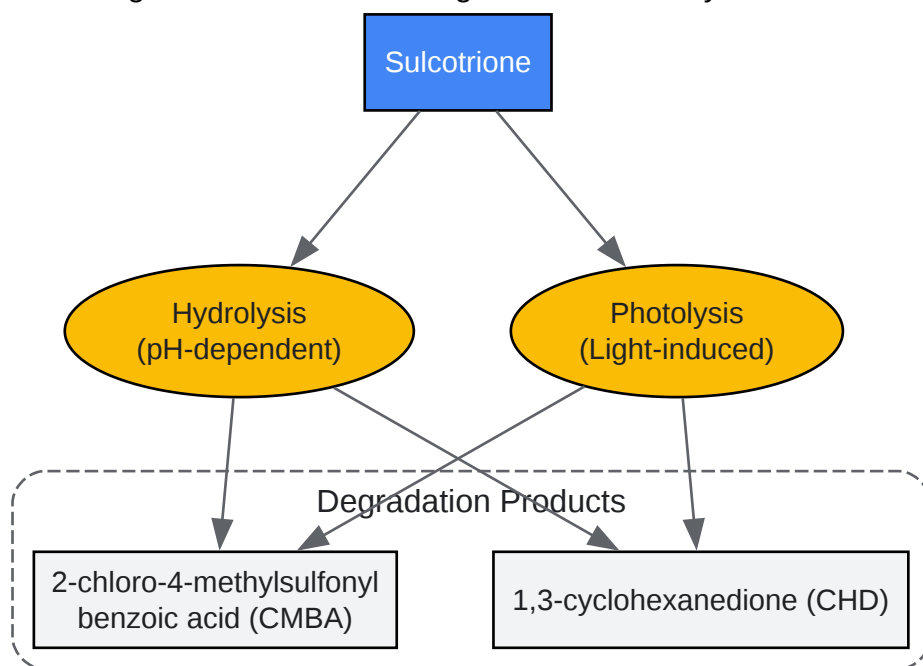 Sulcotrione
Hydrolysis
(pH-dependent)
Photolysis
(Light-induced)
Degradation Products
2-chloro-4-methylsulfonyl
benzoic acid (CMBA)
1,3-cyclohexanedione (CHD)